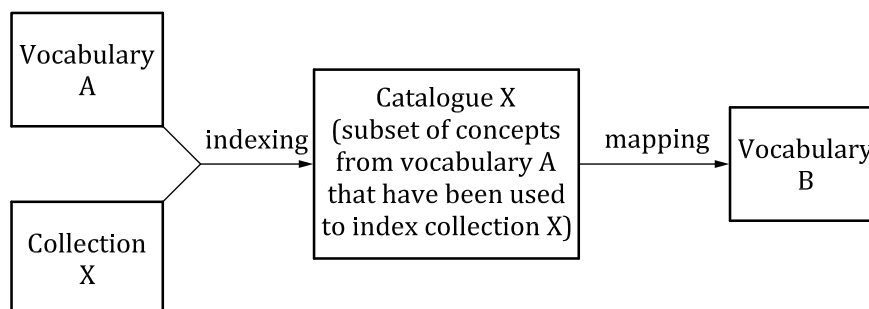 Vocabulary
A
indexing
Collection
X
Catalogue X
(subset of concepts
from vocabulary A
that have been used
to index collection X)
mapping
Vocabulary
B